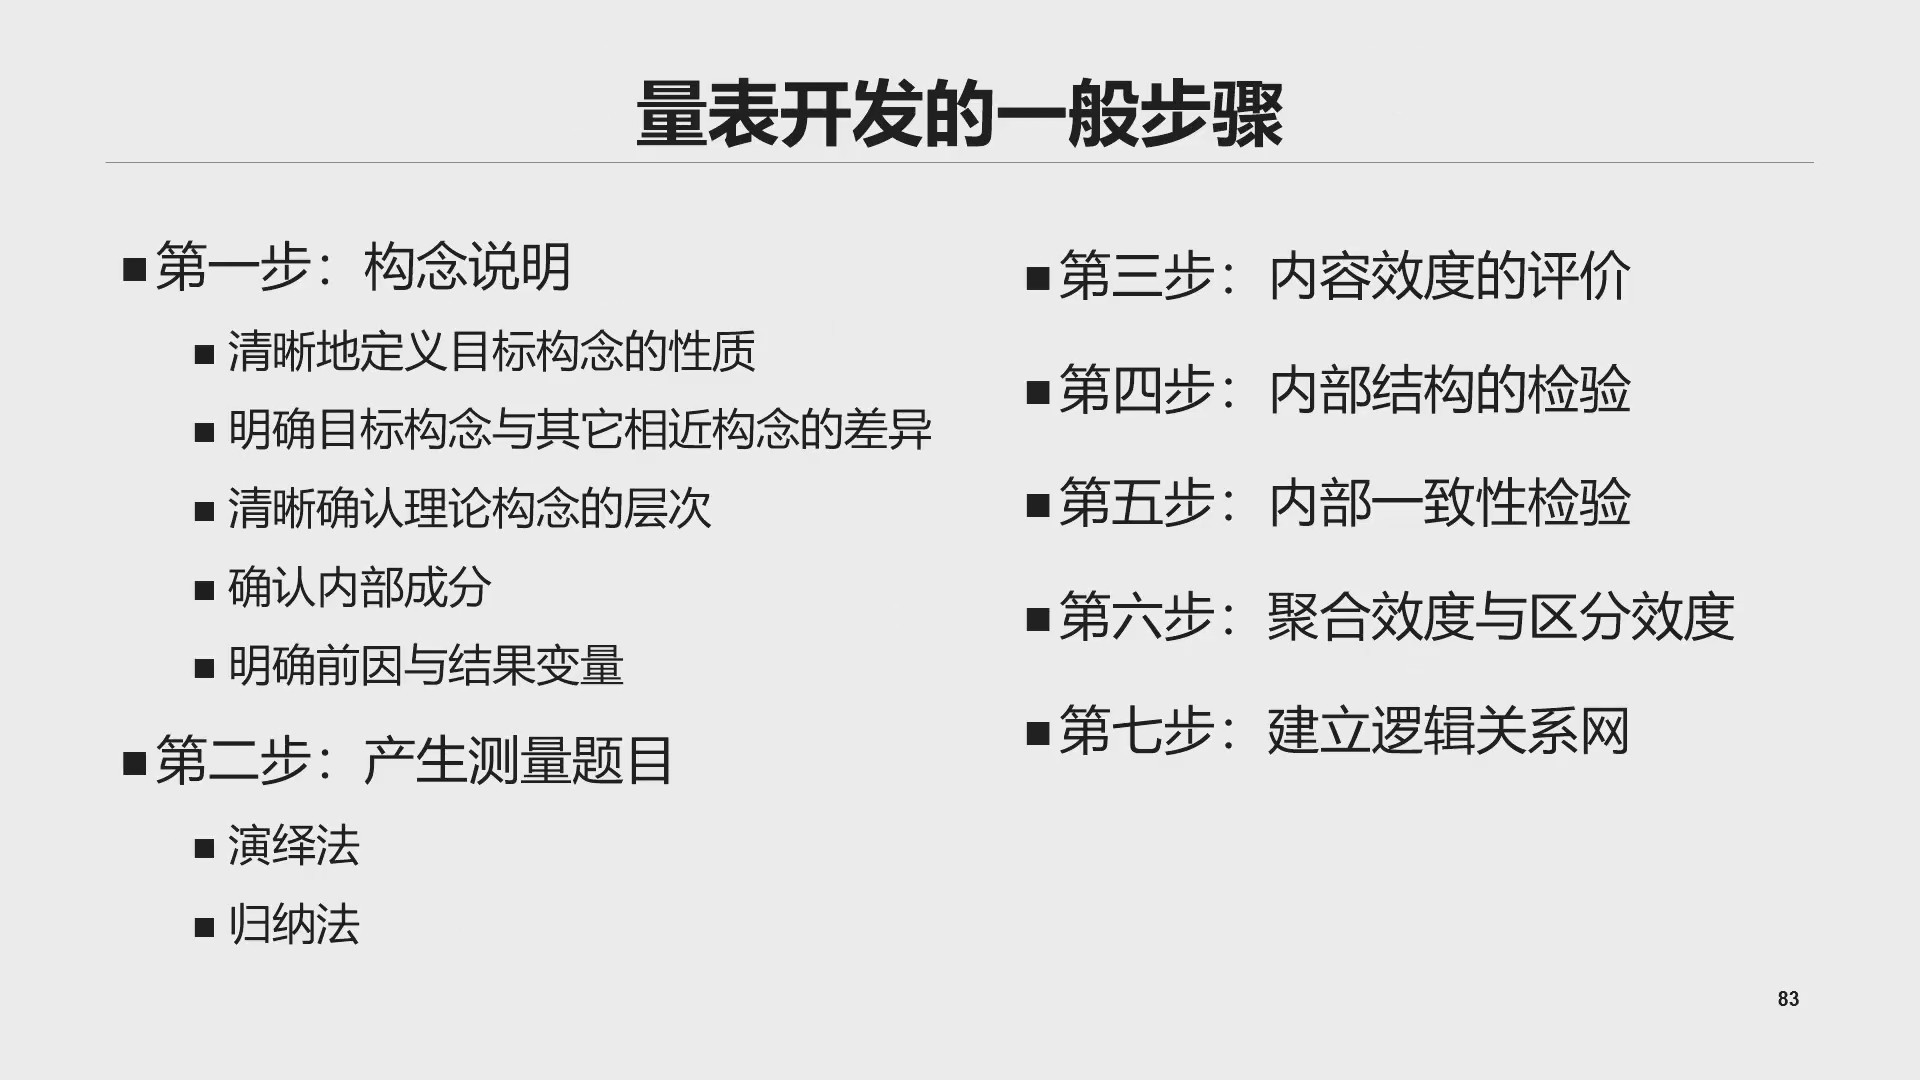 量表开发的一般步骤
■第一步：构念说明
■ 清晰地定义目标构念的性质
■ 明确目标构念与其它相近构念的差异
■ 清晰确认理论构念的层次
■ 确认内部成分
■ 明确前因与结果变量
■第二步：产生测量题目
■ 演绎法
■ 归纳法
■第三步：内容效度的评价
■第四步：内部结构的检验
■第五步：内部一致性检验
■第六步：聚合效度与区分效度
■第七步：建立逻辑关系网
83